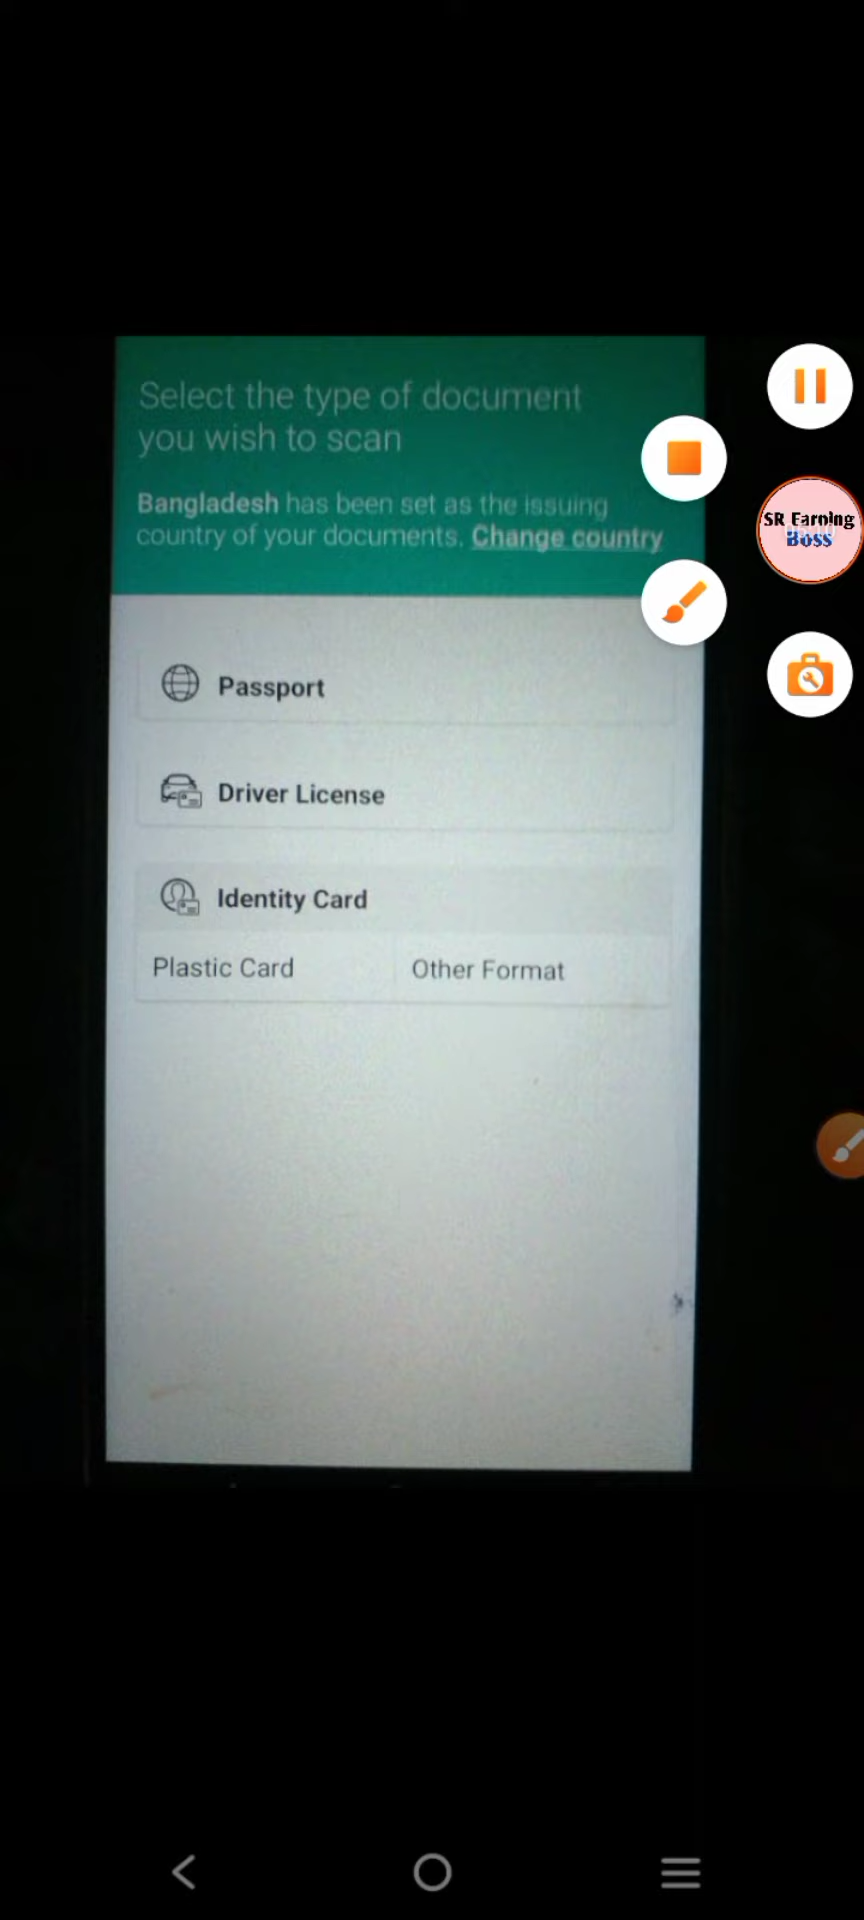 Select the type of document
you wish to scan
Bangladesh has been set as the issuing
country of your documents. Change country
SR Earning
Boss
Passport
Driver License
Identity Card
Plastic Card
Other Format